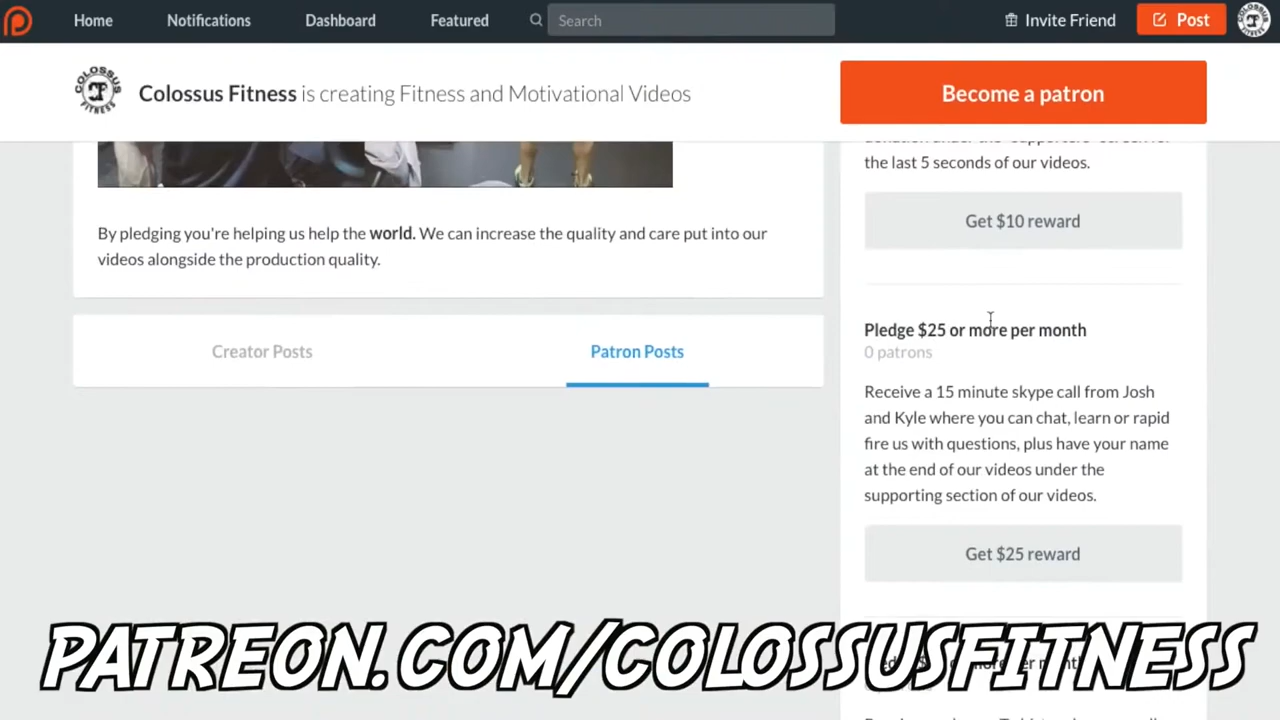 Home Notifications Dashboard Featured Search Invite Friend Post
COLOSSUS FITNESS
Colossus Fitness is creating Fitness and Motivational Videos
Become a patron
the last 5 seconds of our videos.
Get $10 reward
By pledging you're helping us help the world. We can increase the quality and care put into our
videos alongside the production quality.
Creator Posts Patron Posts
Pledge $25 or more per month
0 patrons
Receive a 15 minute skype call from Josh
and Kyle where you can chat, learn or rapid
fire us with questions, plus have your name
at the end of our videos under the
supporting section of our videos.
Get $25 reward
PATREON.COM/COLOSSUSFITNESS